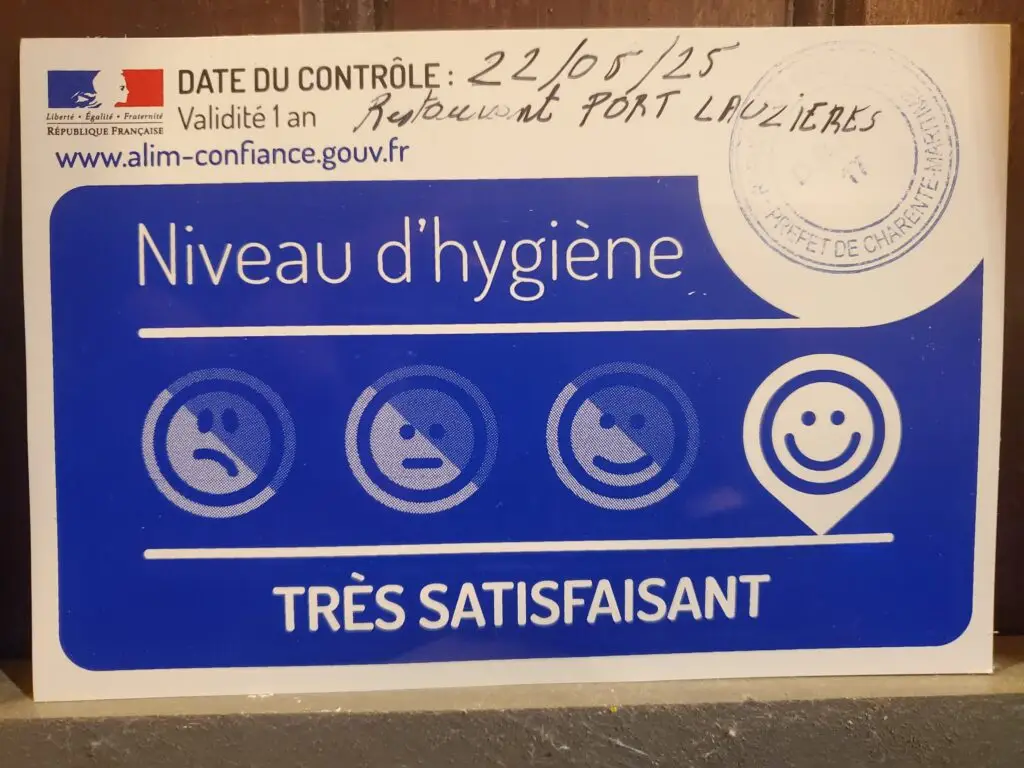 DATE DU CONTRÔLE : 22/05/25
Liberté • Égalité • Fraternité
RÉPUBLIQUE FRANÇAISE
Validité 1 an Restaurant PORT LAUZIERES
www.alim-confiance.gouv.fr
PREFET DE CHARENTE-MARITIME
Niveau d'hygiène
TRÈS SATISFAISANT